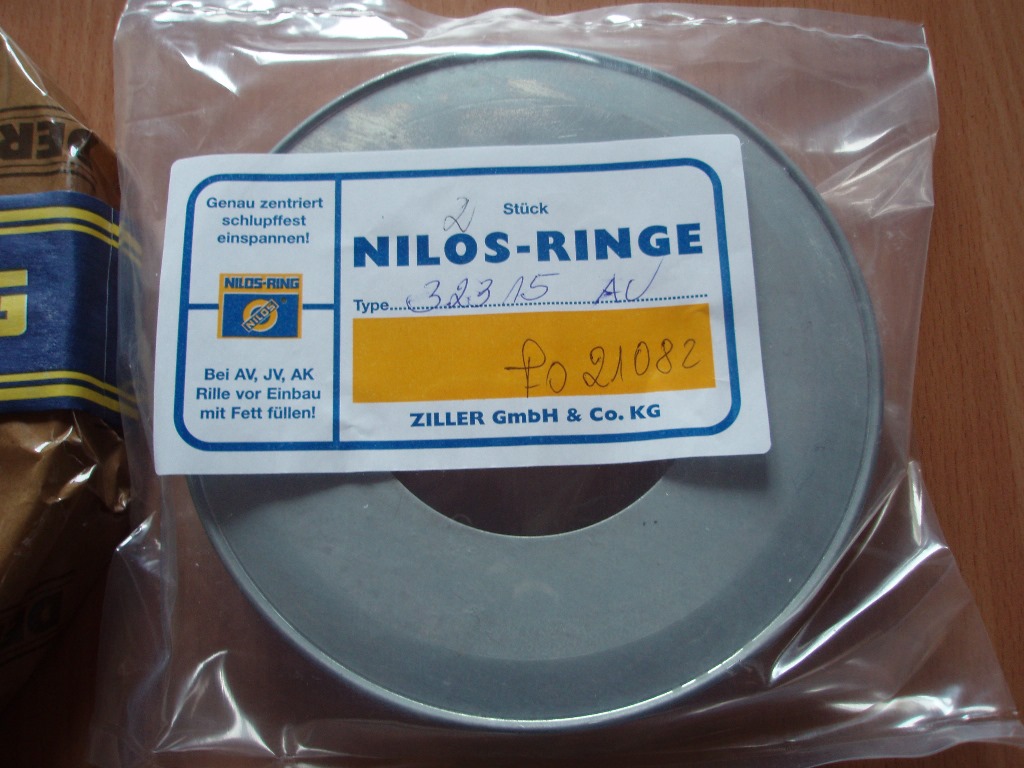 Genau zentriert
schlupffest
einspannen!
NILOS-RING
NILOS
Bei AV, JV, AK
Rille vor Einbau
mit Fett füllen!
2 Stück
NILOS-RINGE
Type 32315 AV
PO 21082
ZILLER GmbH & Co. KG